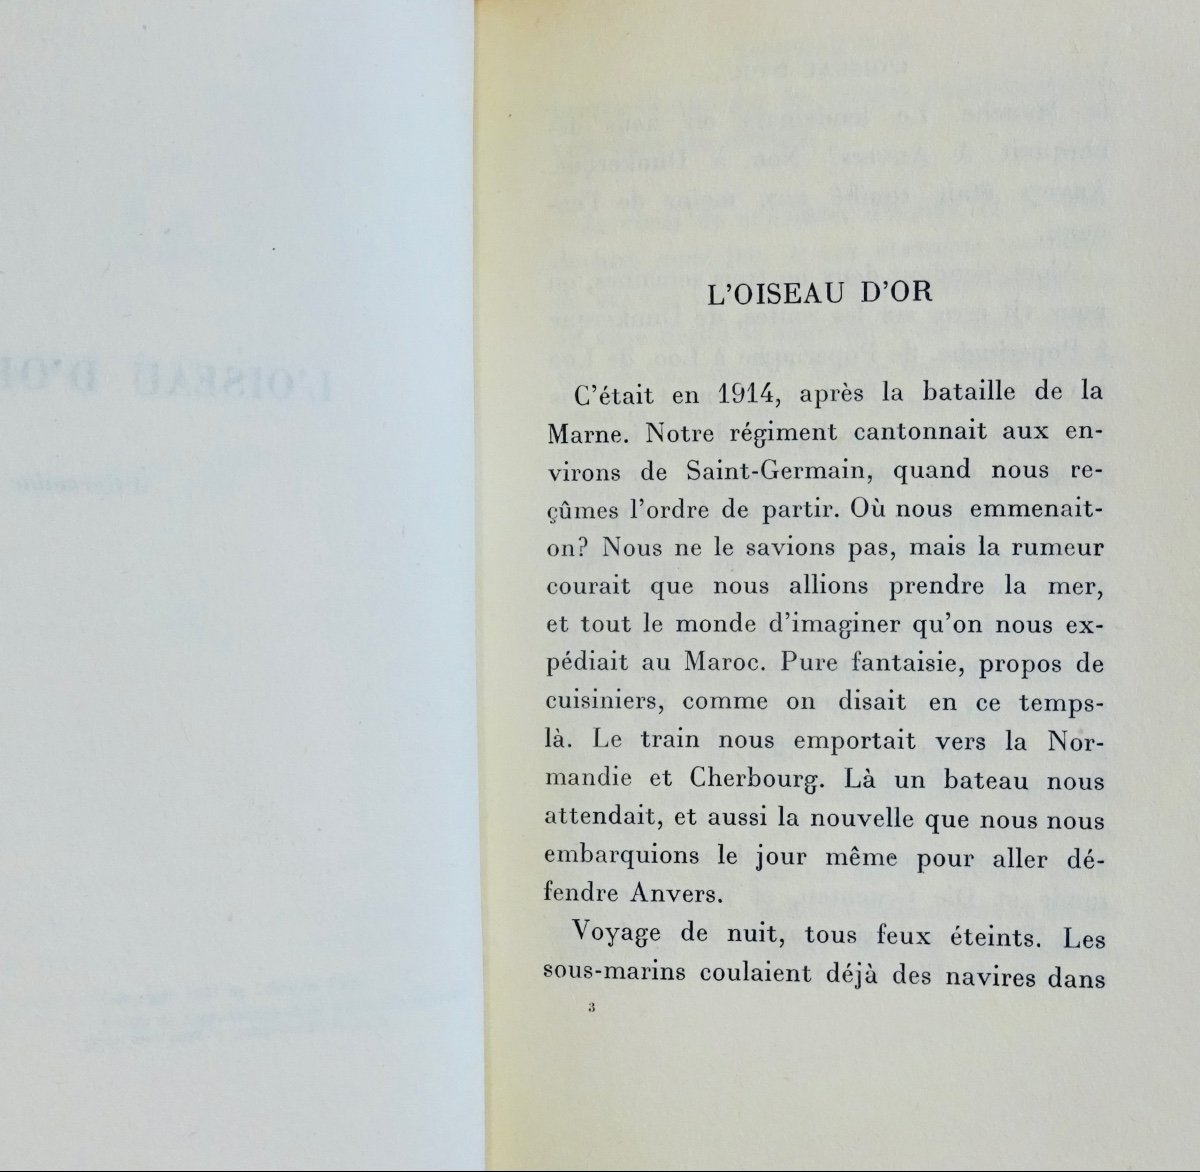 L'OISEAU D'OR
C'était en 1914, après la bataille de la
Marne. Notre régiment cantonnait aux en-
virons de Saint-Germain, quand nous re-
çûmes l'ordre de partir. Où nous emmenait-
on? Nous ne le savions pas, mais la rumeur
courait que nous allions prendre la mer,
et tout le monde d'imaginer qu'on nous ex-
pédiait au Maroc. Pure fantaisie, propos de
cuisiniers, comme on disait en ce temps-
là. Le train nous emportait vers la Nor-
mandie et Cherbourg. Là un bateau nous
attendait, et aussi la nouvelle que nous nous
embarquions le jour même pour aller dé-
fendre Anvers.
Voyage de nuit, tous feux éteints. Les
sous-marins coulaient déjà des navires dans
3